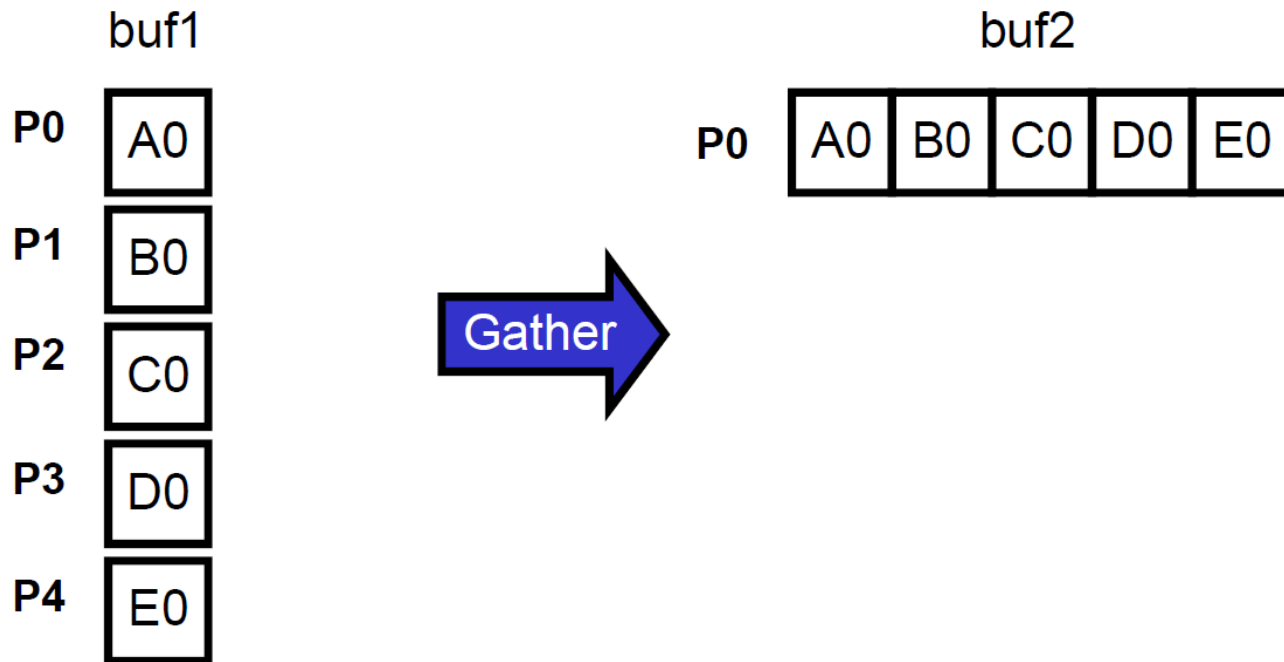 buf1 buf2
P0 A0 P0 A0 B0 C0 D0 E0
P1 B0
Gather
P2 C0
P3 D0
P4 E0